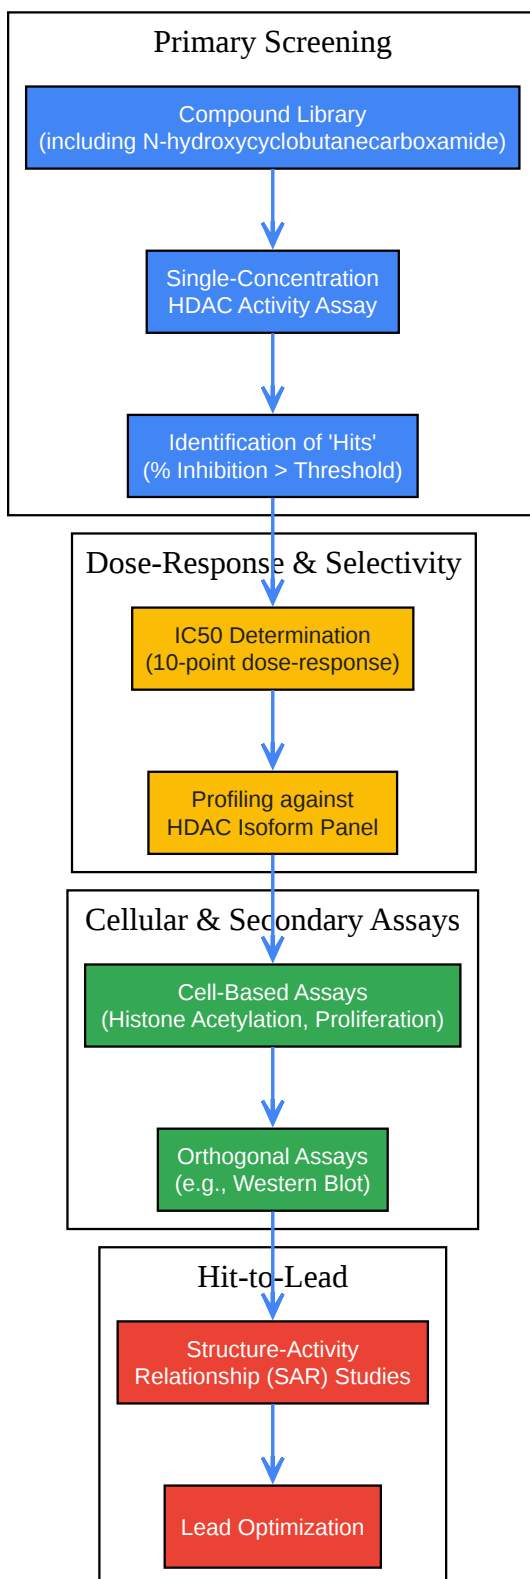 Primary Screening
Compound Library
(including N-hydroxycyclobutanecarboxamide)
Single-Concentration
HDAC Activity Assay
Identification of 'Hits'
(% Inhibition > Threshold)
Dose-Response & Selectivity
IC50 Determination
(10-point dose-response)
Profiling against
HDAC Isoform Panel
Cellular & Secondary Assays
Cell-Based Assays
(Histone Acetylation, Proliferation)
Orthogonal Assays
(e.g., Western Blot)
Hit-to-Lead
Structure-Activity
Relationship (SAR) Studies
Lead Optimization